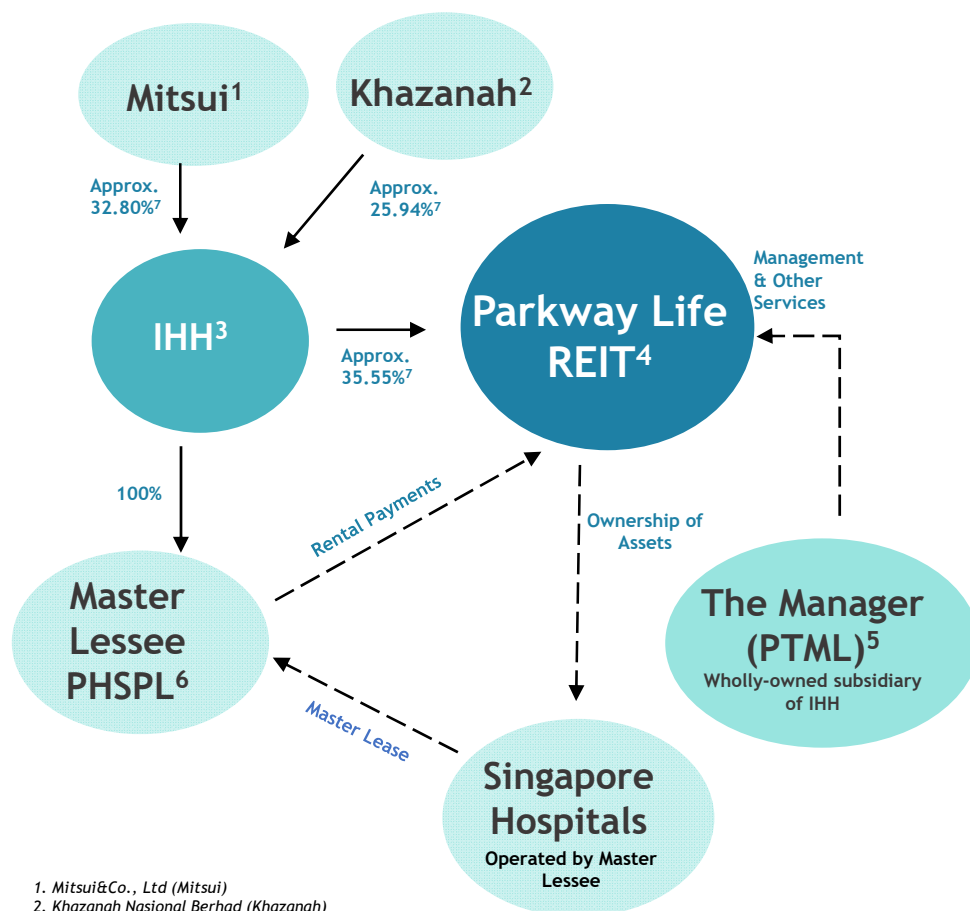 Mitsui¹
Khazanah²
Approx.
32.80%⁷
Approx.
25.94%⁷
Management
& Other
Services
IHH³
Parkway Life
REIT⁴
Approx.
35.55%⁷
100%
Rental Payments
Ownership of
Assets
Master
Lessee
PHSPL⁶
The Manager
(PTML)⁵
Wholly-owned subsidiary
of IHH
Master Lease
Singapore
Hospitals
Operated by Master
Lessee
1. Mitsui&Co., Ltd (Mitsui)
2. Khazanah Nasional Berhad (Khazanah)